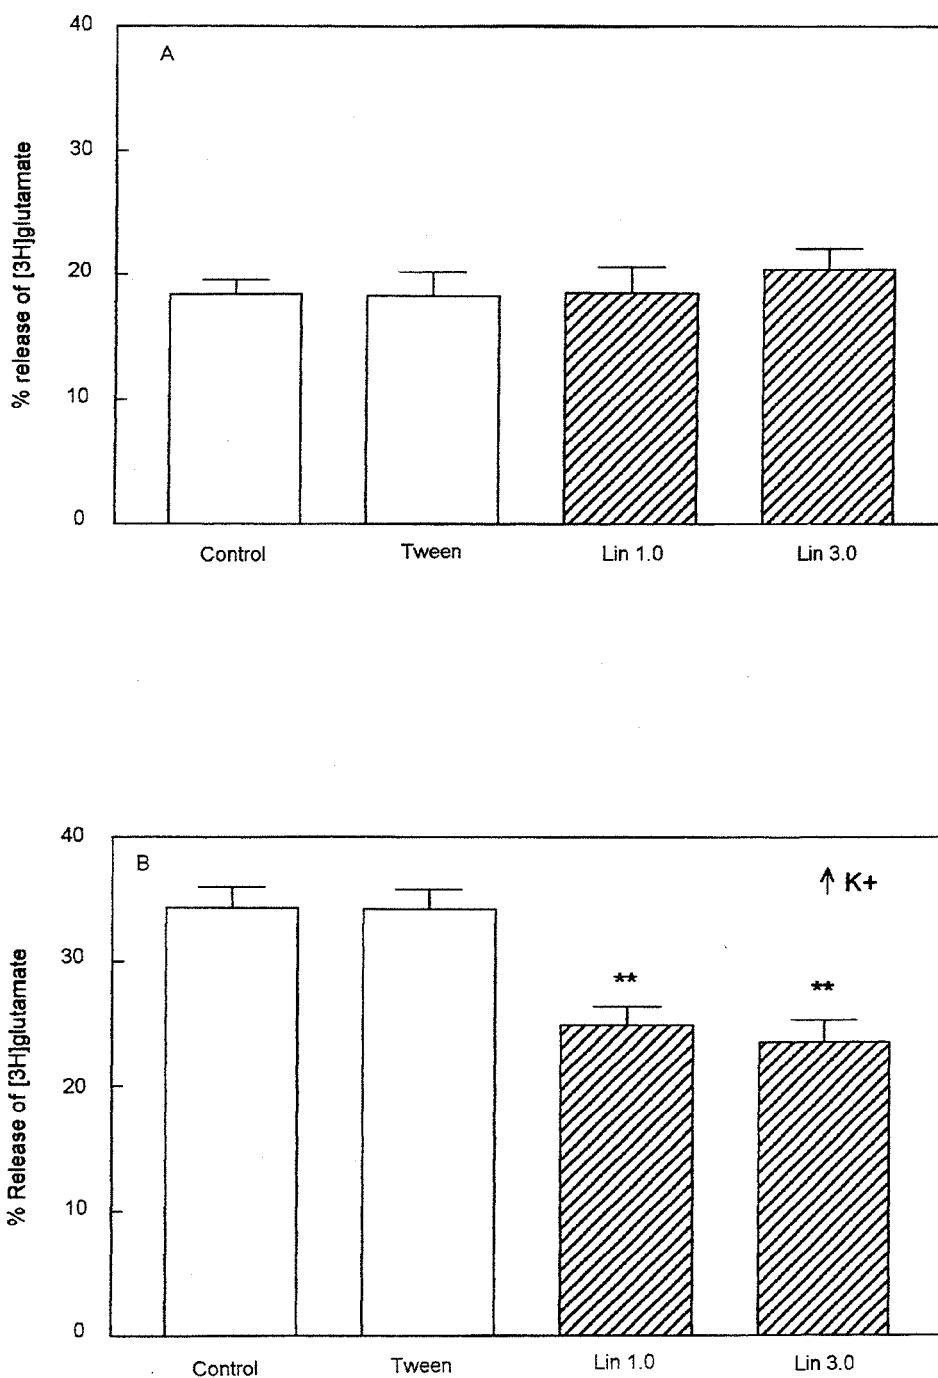 40
A
30
% release of [3H]glutamate
20
10
0
Control Tween Lin 1.0 Lin 3.0
40
B
↑ K+
30
** **
% Release of [3H]glutamate
20
10
0
Control Tween Lin 1.0 Lin 3.0